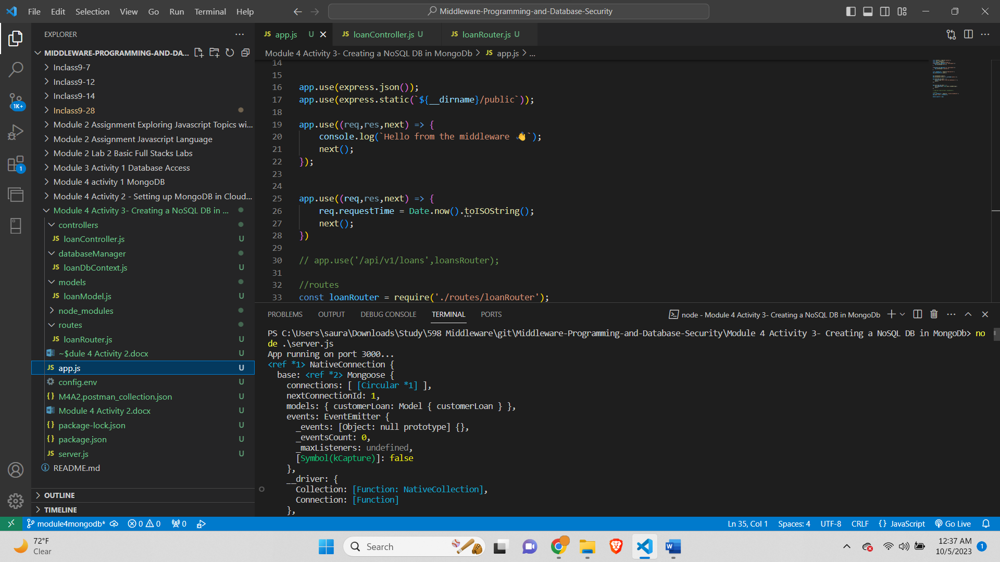 File Edit Selection View Go Run Terminal Help
Middleware-Programming-and-Database-Security
EXPLORER
MIDDLEWARE-PROGRAMMING-AND-DA...
Inclass9-7
Inclass9-12
Inclass9-14
Inclass9-28
Module 2 Assignment Exploring Javascript Topics wi...
Module 2 Assignment Javascript Language
Module 2 Lab 2 Basic Full Stacks Labs
Module 3 Activity 1 Database Access
Module 4 activity 1 MongoDB
Module 4 Activity 2 - Setting up MongoDB in Cloud...
Module 4 Activity 3- Creating a NoSQL DB in ...
controllers
JS loanController.js U
databaseManager
JS loanDbContext.js U
models
JS loanModel.js U
node_modules
routes
JS loanRouter.js U
~$dule 4 Activity 2.docx U
JS app.js U
config.env U
{} M4A2.postman_collection.json U
Module 4 Activity 2.docx U
{} package-lock.json U
{} package.json U
JS server.js U
README.md
OUTLINE
TIMELINE
1K+
1
JS app.js U JS loanController.js U JS loanRouter.js U
Module 4 Activity 3- Creating a NoSQL DB in MongoDb > JS app.js > ...
14
15
16 app.use(express.json());
17 app.use(express.static(`${__dirname}/public`));
18
19 app.use((req,res,next) => {
20 console.log(`Hello from the middleware 👋`);
21 next();
22 });
23
24
25 app.use((req,res,next) => {
26 req.requestTime = Date.now().toISOString();
27 next();
28 })
29
30 // app.use('/api/v1/loans',loansRouter);
31
32 //routes
33 const loanRouter = require('./routes/loanRouter');
PROBLEMS OUTPUT DEBUG CONSOLE TERMINAL PORTS
node - Module 4 Activity 3- Creating a NoSQL DB in MongoDb
PS C:\Users\saura\Downloads\Study\598 Middleware\git\Middleware-Programming-and-Database-Security\Module 4 Activity 3- Creating a NoSQL DB in MongoDb> no
de .\server.js
App running on port 3000...
<ref *1> NativeConnection {
base: <ref *2> Mongoose {
connections: [ [Circular *1] ],
nextConnectionId: 1,
models: { customerLoan: Model { customerLoan } },
events: EventEmitter {
_events: [Object: null prototype] {},
_eventsCount: 0,
_maxListeners: undefined,
[Symbol(kCapture)]: false
},
__driver: {
Collection: [Function: NativeCollection],
Connection: [Function]
},
module4mongodb* 0 0 0
Ln 35, Col 1 Spaces: 4 UTF-8 CRLF {} JavaScript Go Live
72°F
Clear
Search
12:37 AM
10/5/2023
1